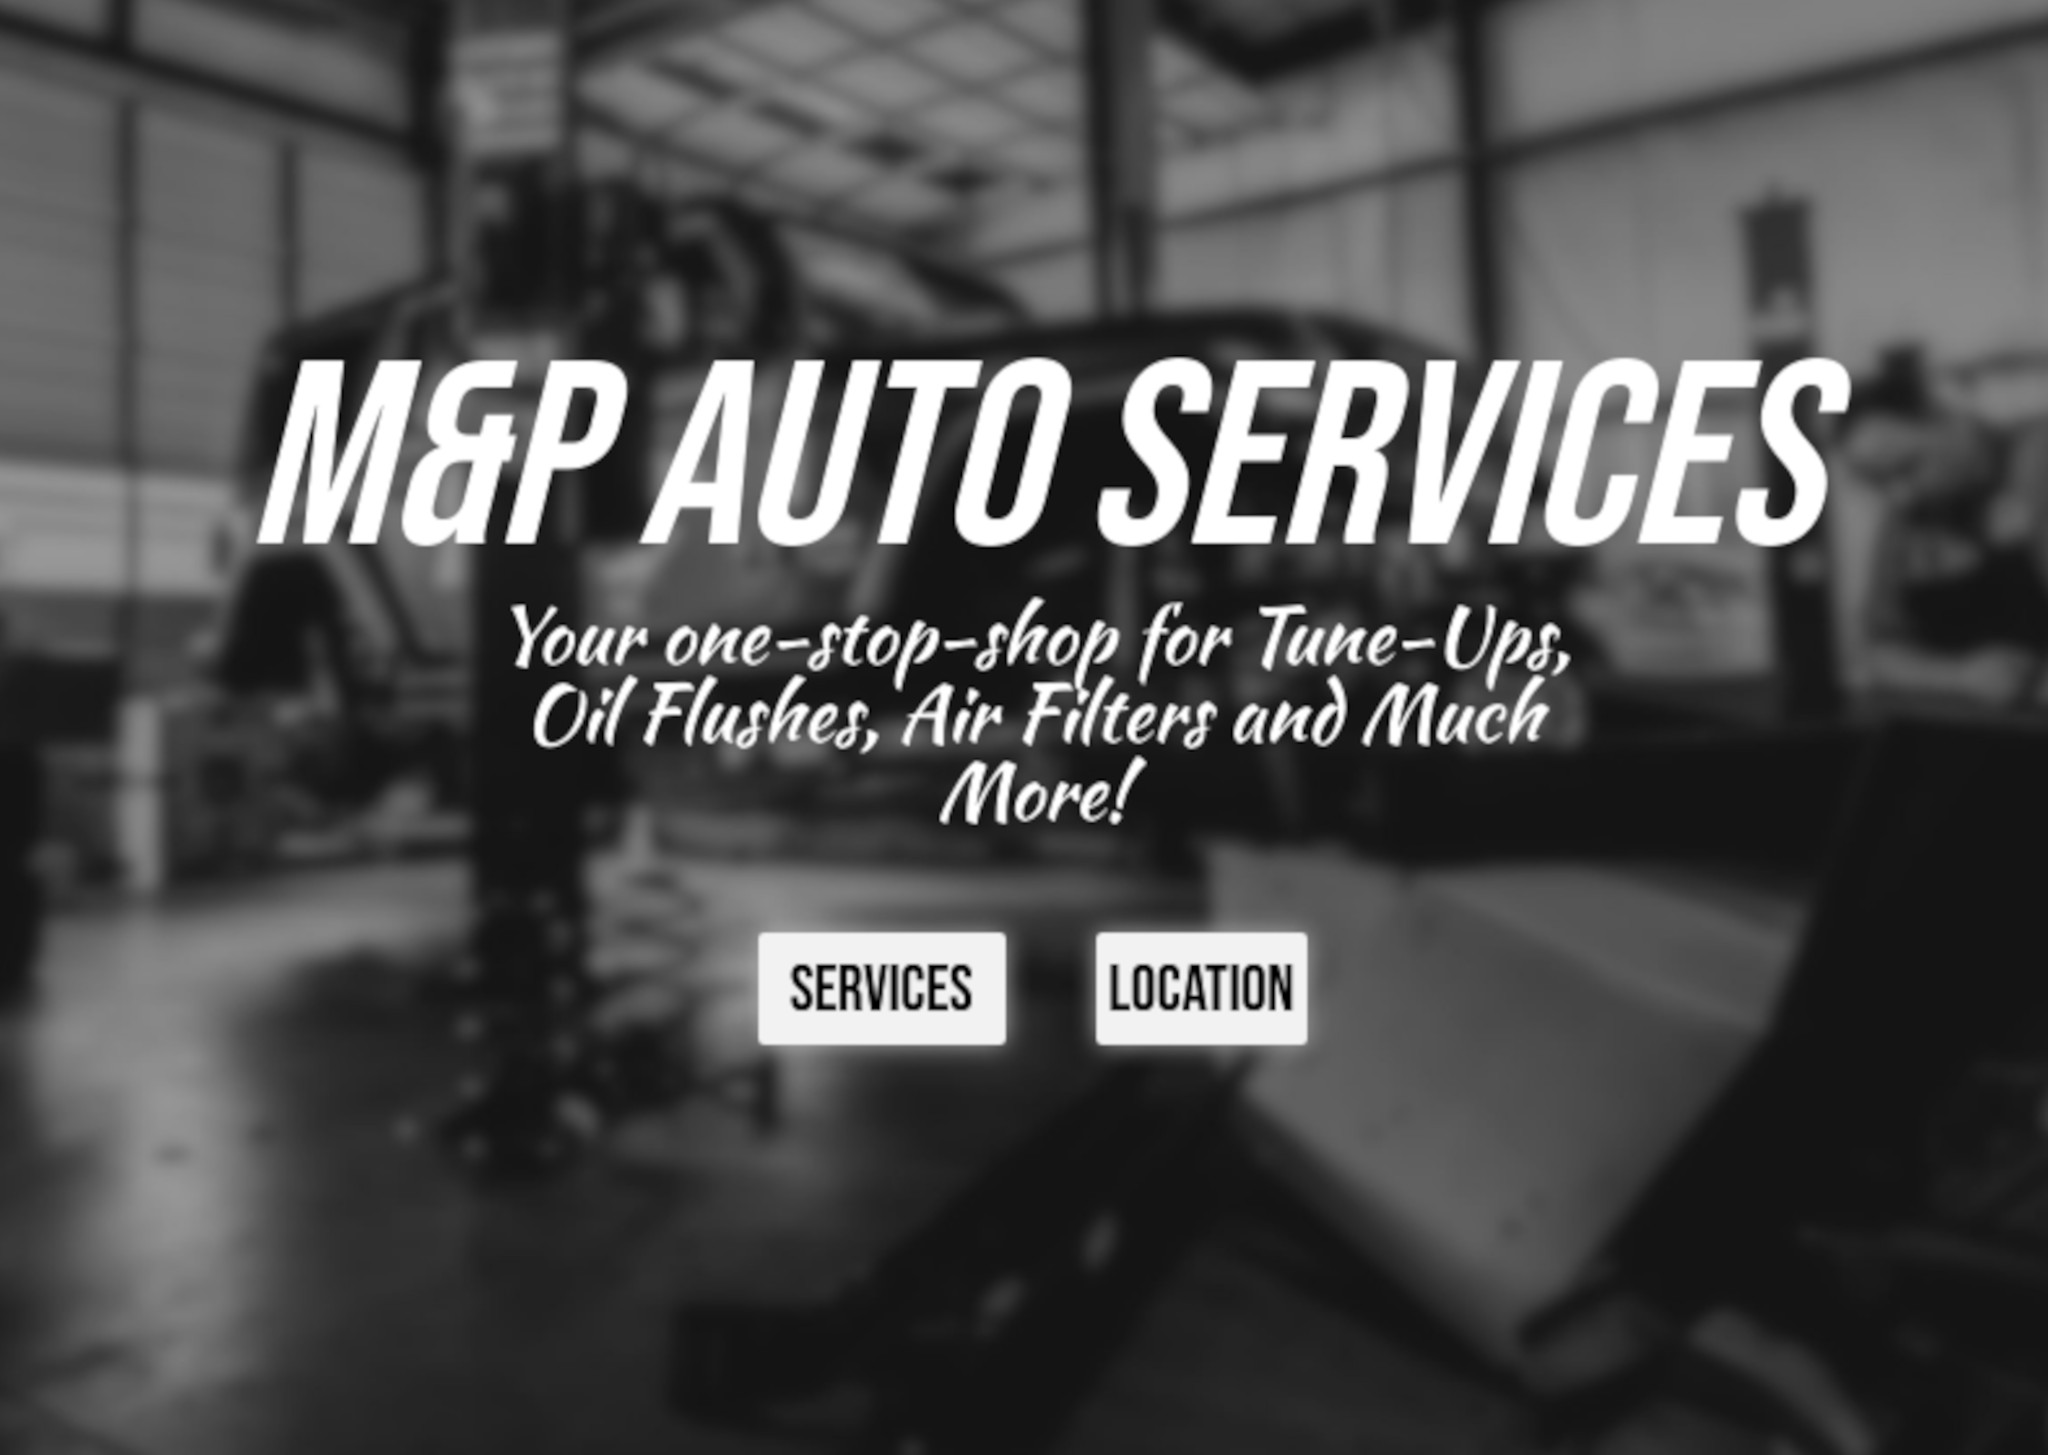 M&P AUTO SERVICES
Your one-stop-shop for Tune-Ups,
Oil Flushes, Air Filters and Much
More!
SERVICES
LOCATION